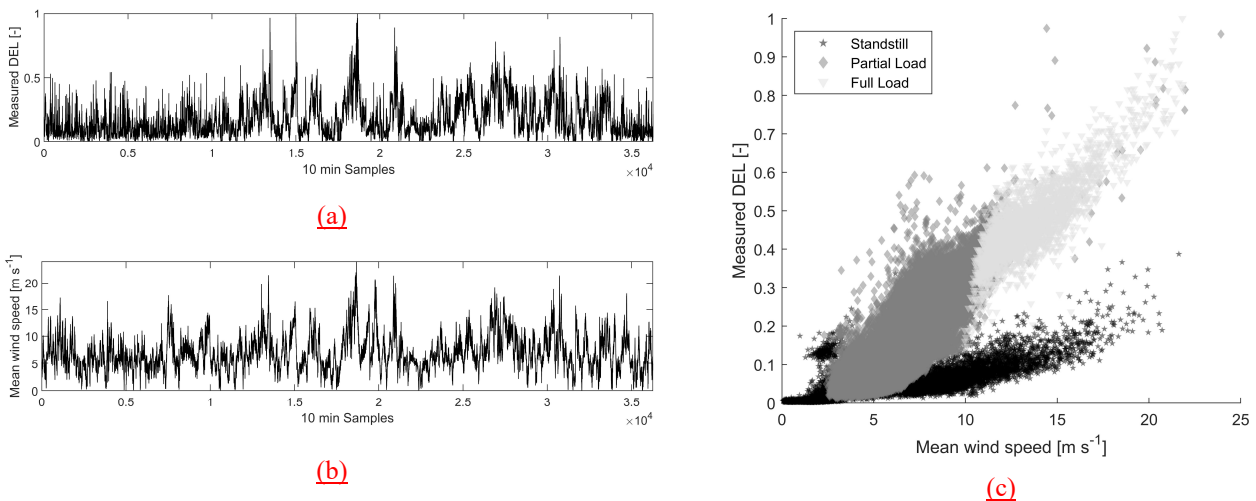 Measured DEL [-]
1
0.5
0
0 0.5 1 1.5 2 2.5 3 3.5
×10⁴
10 min Samples
(a)
Mean wind speed [m s⁻¹]
20
15
10
5
0
0 0.5 1 1.5 2 2.5 3 3.5
×10⁴
10 min Samples
(b)
Measured DEL [-]
1
0.9
0.8
0.7
0.6
0.5
0.4
0.3
0.2
0.1
0
Standstill
Partial Load
Full Load
0 5 10 15 20 25
Mean wind speed [m s⁻¹]
(c)